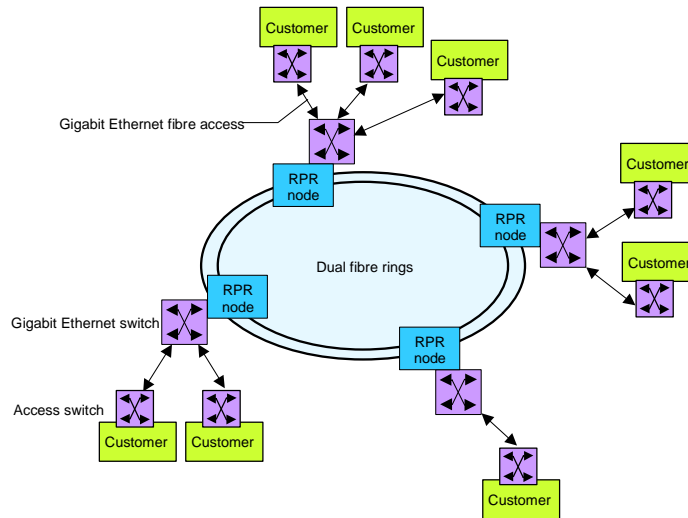 Customer
Customer
Customer
Gigabit Ethernet fibre access
RPR
node
Customer
RPR
node
Customer
Dual fibre rings
RPR
node
Gigabit Ethernet switch
RPR
node
Access switch
Customer
Customer
Customer